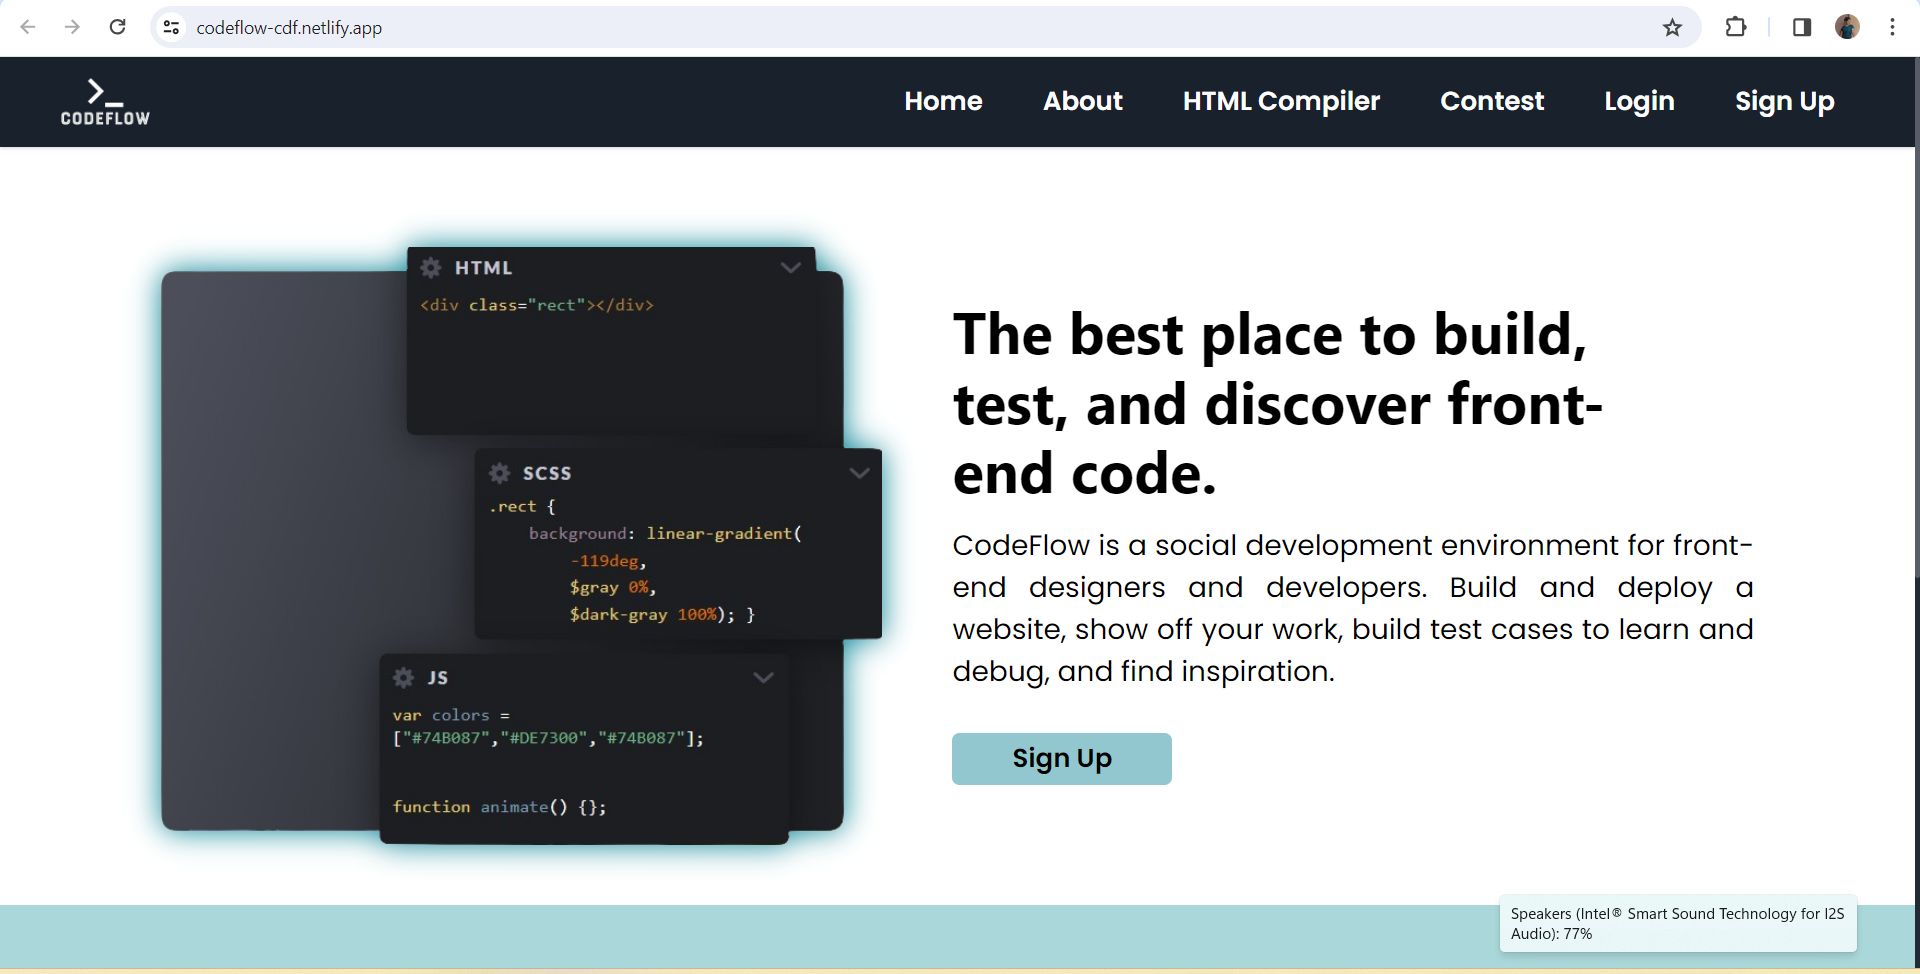 codeflow-cdf.netlify.app
CODEFLOW
Home About HTML Compiler Contest Login Sign Up
HTML
<div class="rect"></div>
SCSS
.rect {
background: linear-gradient(
-119deg,
$gray 0%,
$dark-gray 100%); }
JS
var colors =
["#74B087","#DE7300","#74B087"];
function animate() {};
The best place to build,
test, and discover front-
end code.
CodeFlow is a social development environment for front-
end designers and developers. Build and deploy a
website, show off your work, build test cases to learn and
debug, and find inspiration.
Sign Up
Speakers (Intel® Smart Sound Technology for I2S
Audio): 77%